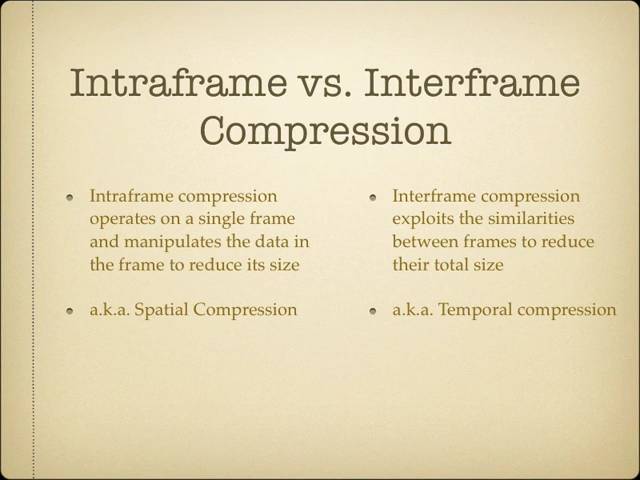 Intraframe vs. Interframe
Compression
Intraframe compression
operates on a single frame
and manipulates the data in
the frame to reduce its size
a.k.a. Spatial Compression
Interframe compression
exploits the similarities
between frames to reduce
their total size
a.k.a. Temporal compression